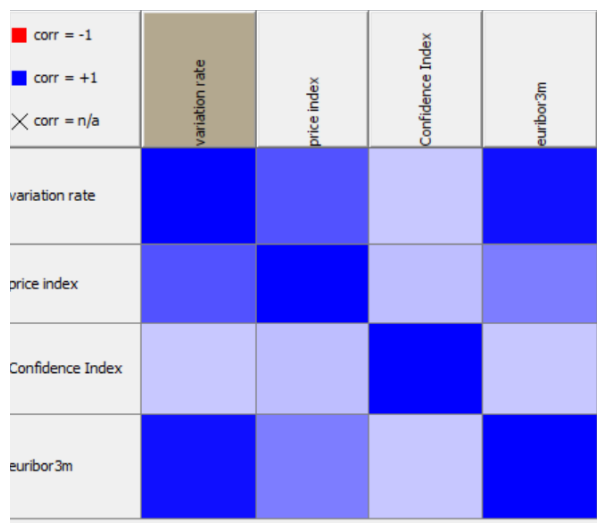 corr = -1
corr = +1
corr = n/a
variation rate
price index
Confidence Index
euribor3m
variation rate
price index
Confidence Index
euribor3m